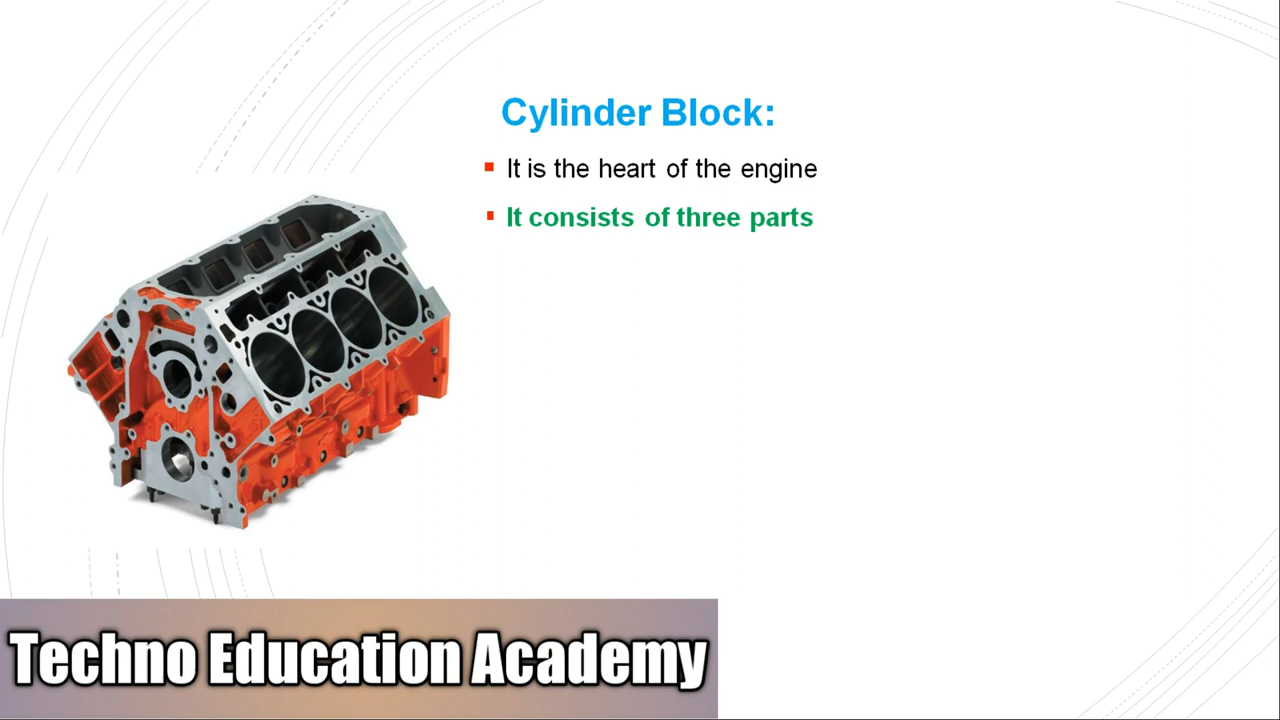 Cylinder Block:
It is the heart of the engine
It consists of three parts
Techno Education Academy